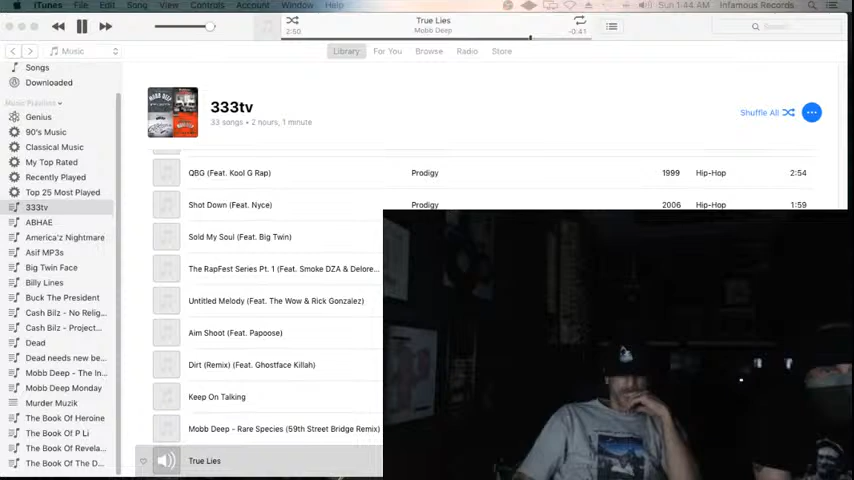 iTunes File Edit Song View Controls Account Window Help Sun 1:44 AM Infamous Records
True Lies
Mobb Deep
2:50 -0:41
Music Library For You Browse Radio Store Search
Songs
Downloaded
Music Playlists
Genius
90's Music
Classical Music
My Top Rated
Recently Played
Top 25 Most Played
333tv
ABHAE
America'z Nightmare
Asif MP3s
Big Twin Face
Billy Lines
Buck The President
Cash Bilz - No Relig...
Cash Bilz - Project...
Dead
Dead needs new be...
Mobb Deep - The In...
Mobb Deep Monday
Murder Muzik
The Book Of Heroine
The Book Of P Li
The Book Of Revela...
The Book Of The D...
333tv
33 songs • 2 hours, 1 minute
Shuffle All
QBG (Feat. Kool G Rap) Prodigy 1999 Hip-Hop 2:54
Shot Down (Feat. Nyce) Prodigy 2006 Hip-Hop 1:59
Sold My Soul (Feat. Big Twin)
The RapFest Series Pt. 1 (Feat. Smoke DZA & Delore...
Untitled Melody (Feat. The Wow & Rick Gonzalez)
Aim Shoot (Feat. Papoose)
Dirt (Remix) (Feat. Ghostface Killah)
Keep On Talking
Mobb Deep - Rare Species (59th Street Bridge Remix)
True Lies